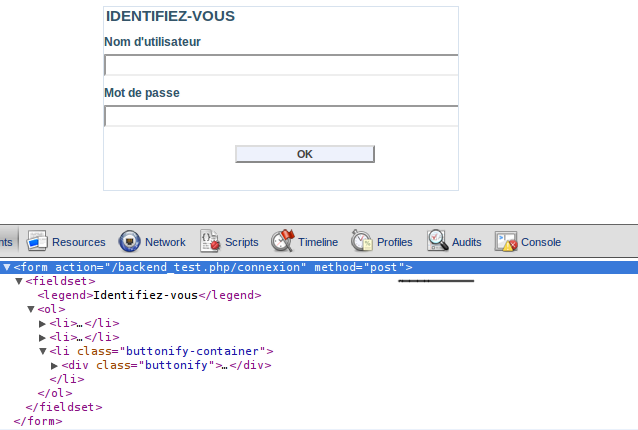 IDENTIFIEZ-VOUS
Nom d'utilisateur
Mot de passe
OK
nts Resources Network Scripts Timeline Profiles Audits Console
▼<form action="/backend_test.php/connexion" method="post">
▼<fieldset>
<legend>Identifiez-vous</legend>
▼<ol>
▶<li>…</li>
▶<li>…</li>
▼<li class="buttonify-container">
▶<div class="buttonify">…</div>
</li>
</ol>
</fieldset>
</form>